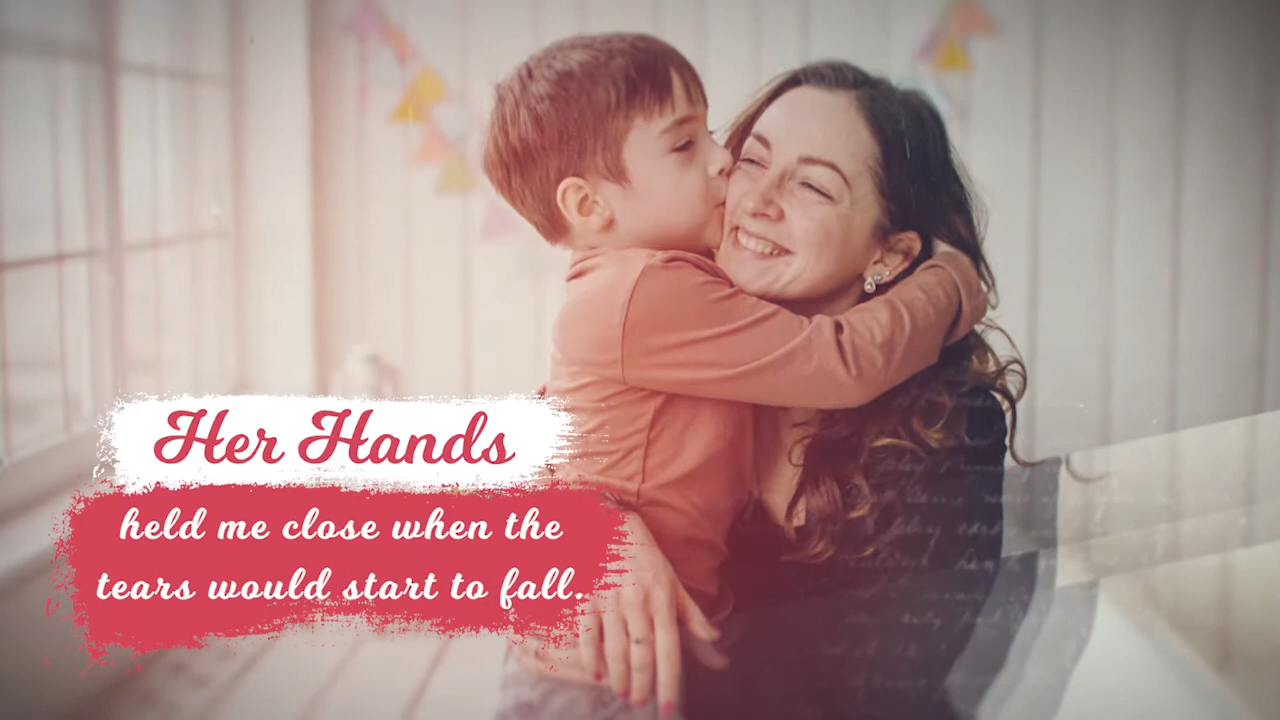 Her Hands
held me close when the
tears would start to fall.